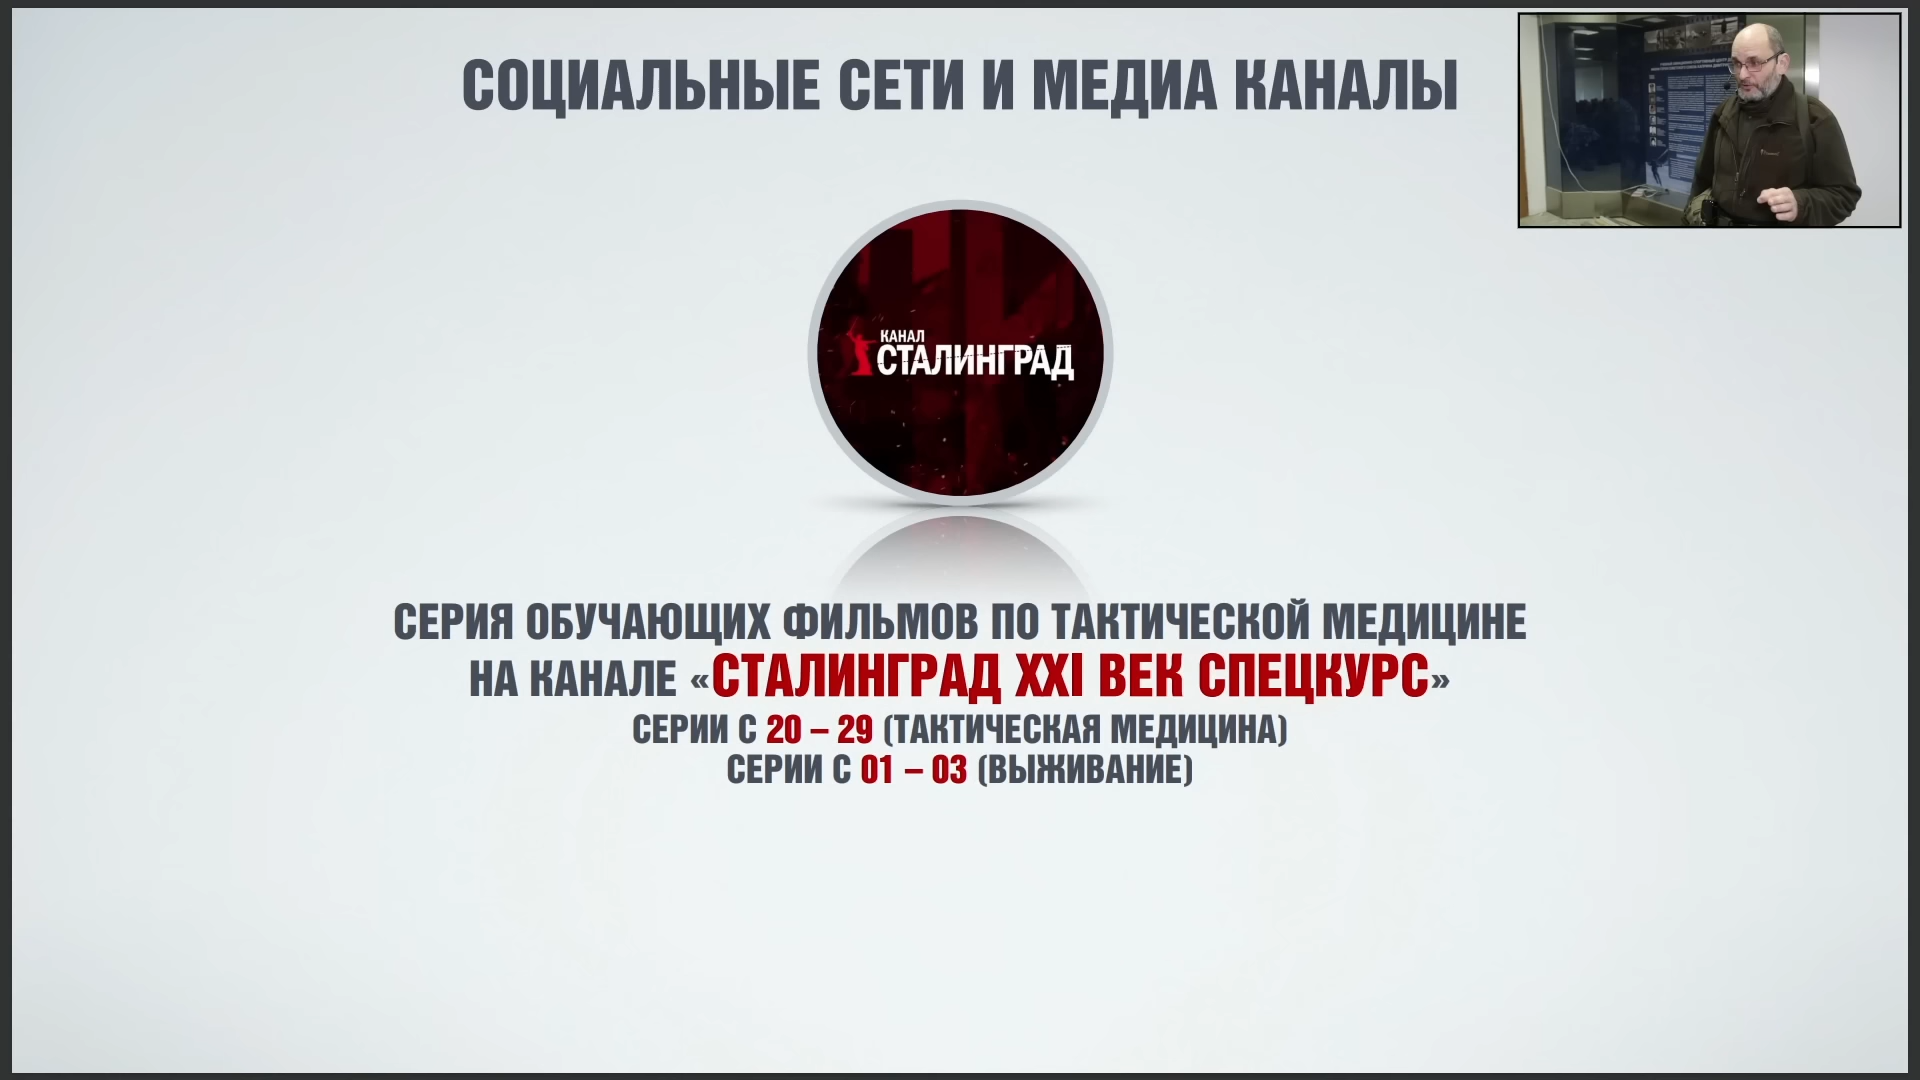 СОЦИАЛЬНЫЕ СЕТИ И МЕДИА КАНАЛЫ
КАНАЛ
СТАЛИНГРАД
СЕРИЯ ОБУЧАЮЩИХ ФИЛЬМОВ ПО ТАКТИЧЕСКОЙ МЕДИЦИНЕ
НА КАНАЛЕ «СТАЛИНГРАД XXI ВЕК СПЕЦКУРС»
СЕРИИ С 20 – 29 (ТАКТИЧЕСКАЯ МЕДИЦИНА)
СЕРИИ С 01 – 03 (ВЫЖИВАНИЕ)